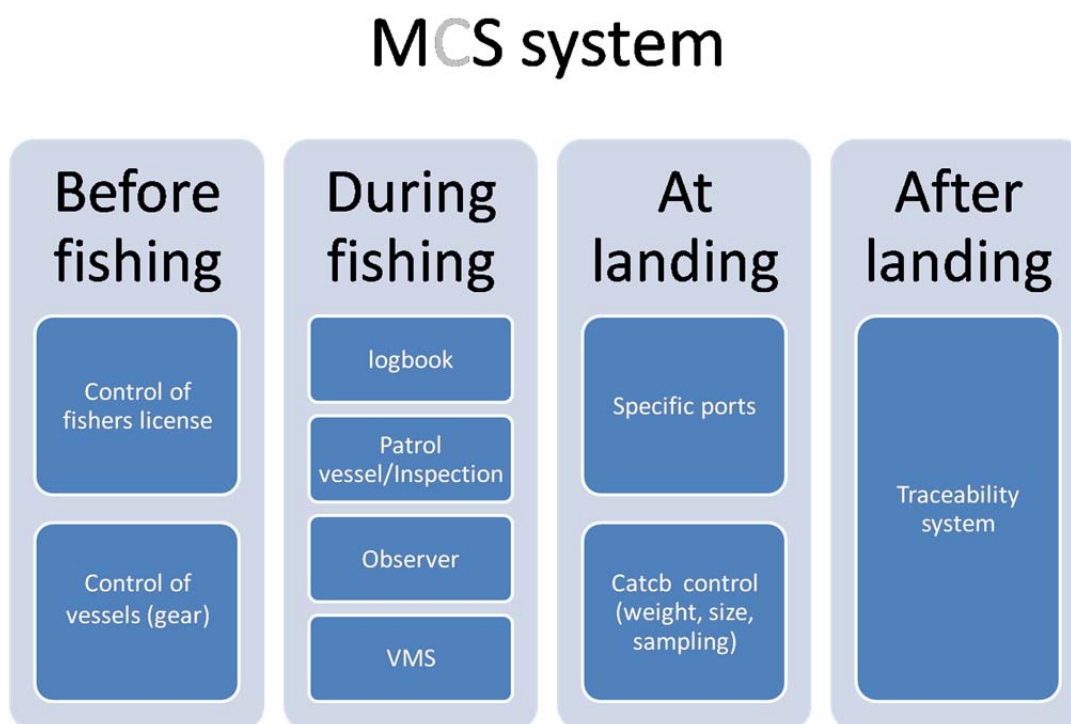 MCS system
Before
fishing
Control of
fishers license
Control of
vessels (gear)
During
fishing
logbook
Patrol
vessel/Inspection
Observer
VMS
At
landing
Specific ports
Catcb control
(weight, size,
sampling)
After
landing
Traceability
system